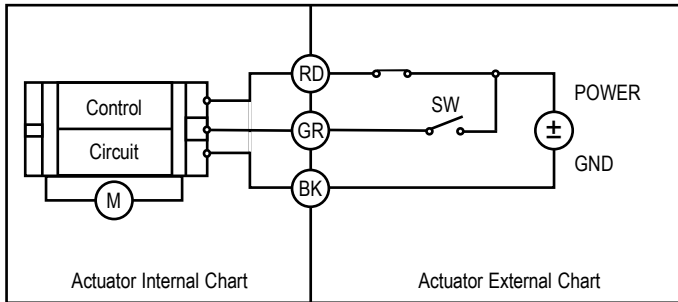 RD
SW
POWER
Control
GR
±
Circuit
GND
M
BK
Actuator Internal Chart
Actuator External Chart